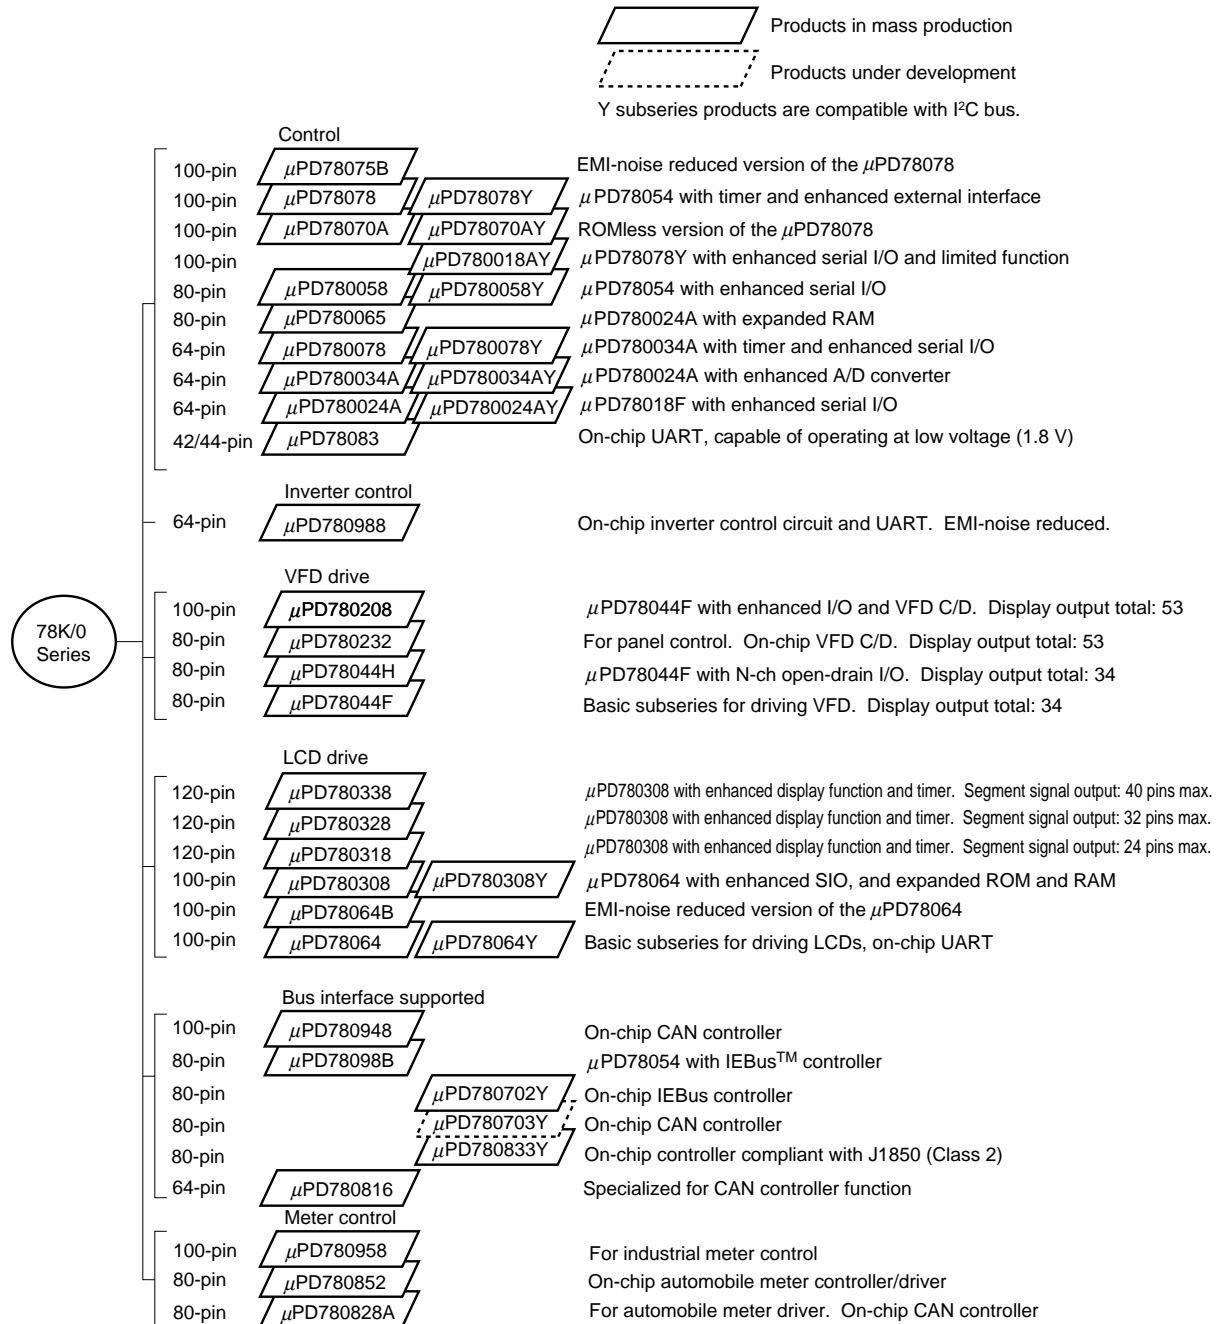 Products in mass production
Products under development
Y subseries products are compatible with I²C bus.
Control
100-pin μPD78075B EMI-noise reduced version of the μPD78078
100-pin μPD78078 μPD78078Y μPD78054 with timer and enhanced external interface
100-pin μPD78070A μPD78070AY ROMless version of the μPD78078
100-pin μPD780018AY μPD78078Y with enhanced serial I/O and limited function
80-pin μPD780058 μPD780058Y μPD78054 with enhanced serial I/O
80-pin μPD780065 μPD780024A with expanded RAM
64-pin μPD780078 μPD780078Y μPD780034A with timer and enhanced serial I/O
64-pin μPD780034A μPD780034AY μPD780024A with enhanced A/D converter
64-pin μPD780024A μPD780024AY μPD78018F with enhanced serial I/O
42/44-pin μPD78083 On-chip UART, capable of operating at low voltage (1.8 V)
Inverter control
64-pin μPD780988 On-chip inverter control circuit and UART. EMI-noise reduced.
VFD drive
100-pin μPD780208 μPD78044F with enhanced I/O and VFD C/D. Display output total: 53
78K/0 Series
80-pin μPD780232 For panel control. On-chip VFD C/D. Display output total: 53
80-pin μPD78044H μPD78044F with N-ch open-drain I/O. Display output total: 34
80-pin μPD78044F Basic subseries for driving VFD. Display output total: 34
LCD drive
120-pin μPD780338 μPD780308 with enhanced display function and timer. Segment signal output: 40 pins max.
120-pin μPD780328 μPD780308 with enhanced display function and timer. Segment signal output: 32 pins max.
120-pin μPD780318 μPD780308 with enhanced display function and timer. Segment signal output: 24 pins max.
100-pin μPD780308 μPD780308Y μPD78064 with enhanced SIO, and expanded ROM and RAM
100-pin μPD78064B EMI-noise reduced version of the μPD78064
100-pin μPD78064 μPD78064Y Basic subseries for driving LCDs, on-chip UART
Bus interface supported
100-pin μPD780948 On-chip CAN controller
80-pin μPD78098B μPD78054 with IEBus™ controller
80-pin μPD780702Y On-chip IEBus controller
80-pin μPD780703Y On-chip CAN controller
80-pin μPD780833Y On-chip controller compliant with J1850 (Class 2)
64-pin μPD780816 Specialized for CAN controller function
Meter control
100-pin μPD780958 For industrial meter control
80-pin μPD780852 On-chip automobile meter controller/driver
80-pin μPD780828A For automobile meter driver. On-chip CAN controller